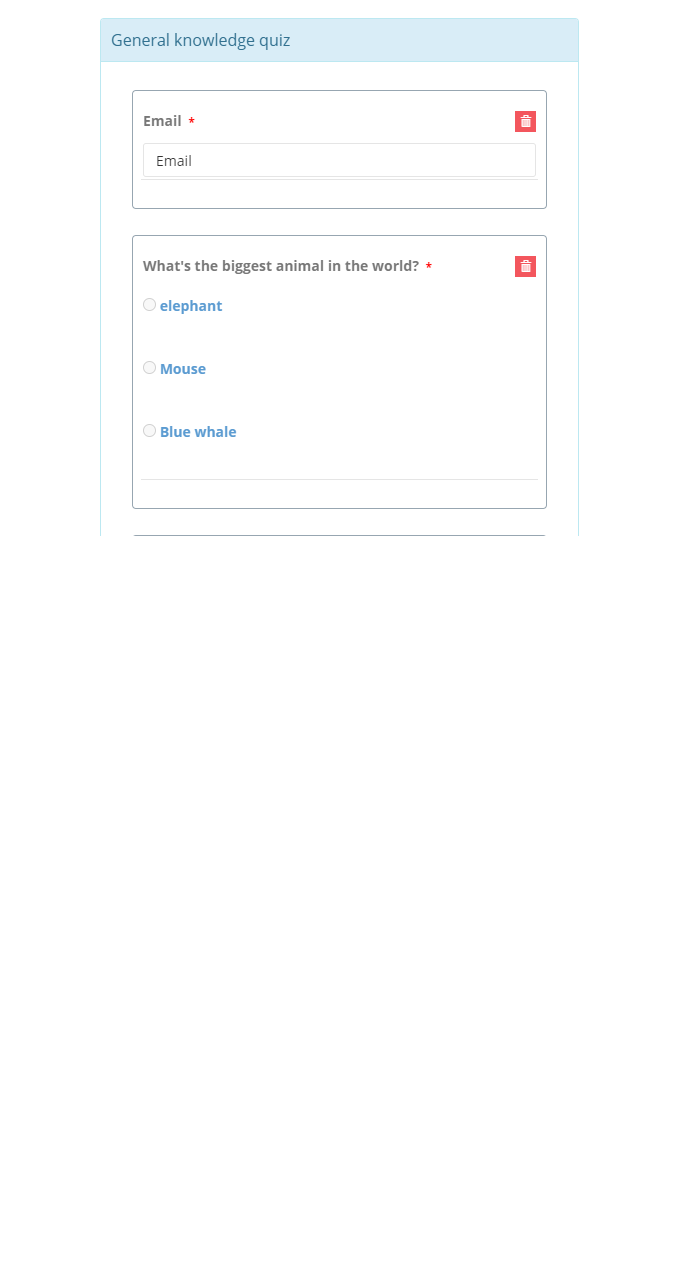 General knowledge quiz
Email *
Email
What's the biggest animal in the world? *
elephant
Mouse
Blue whale